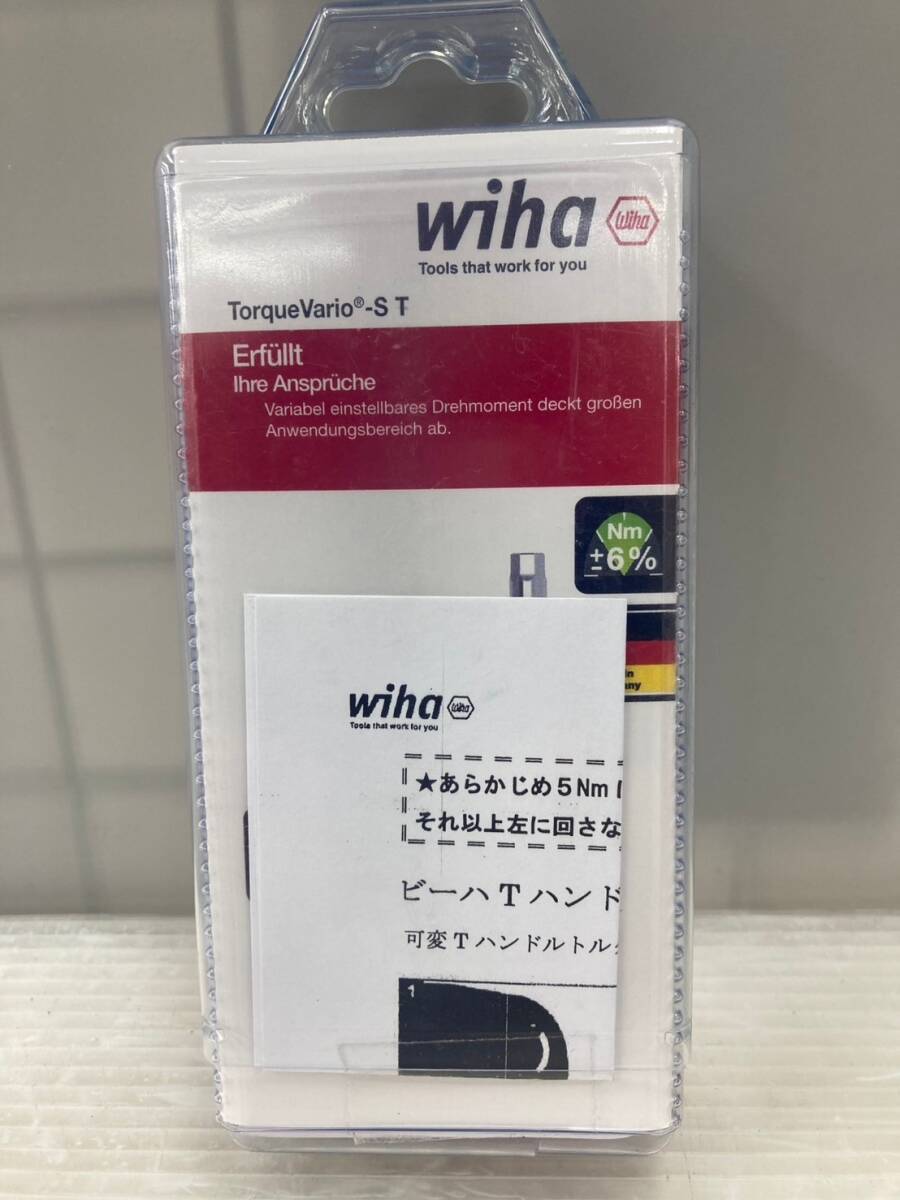 wiha
Wiha
Tools that work for you
TorqueVario®-S T
Erfüllt
Ihre Ansprüche
Variabel einstellbares Drehmoment deckt großen
Anwendungsbereich ab.
Nm
±6%
wiha
Wiha
Tools that work for you
★あらかじめ5Nm
それ以上左に回さな
ビーハTハンド
可変Tハンドルトル
1